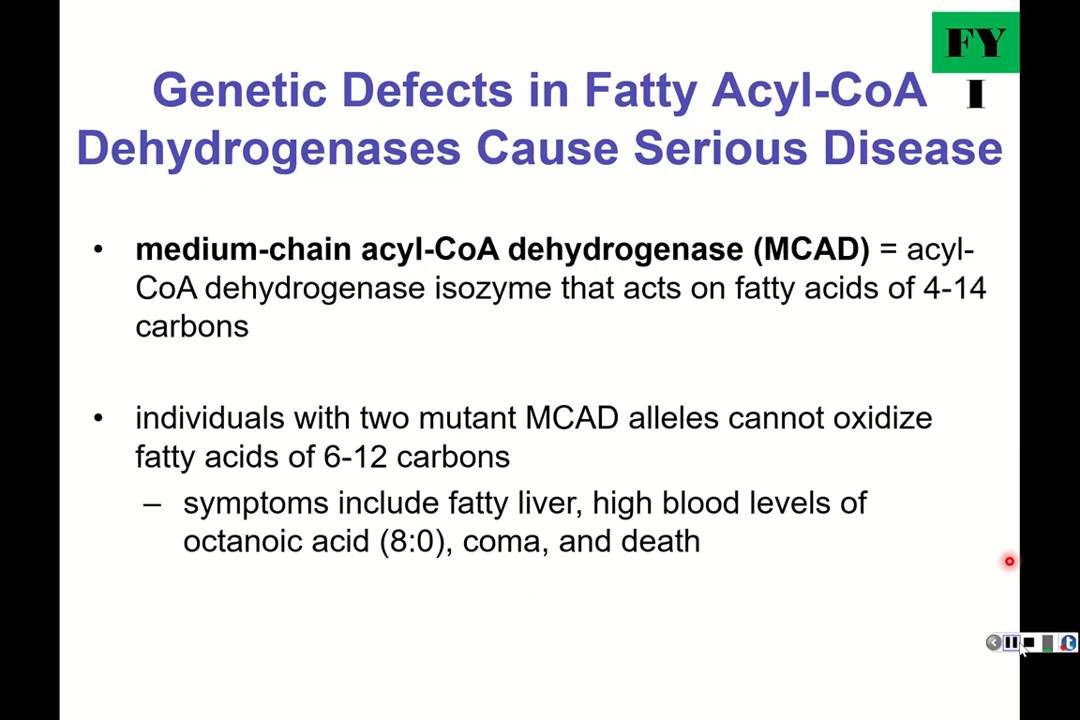 FY
I
Genetic Defects in Fatty Acyl-CoA
Dehydrogenases Cause Serious Disease
• medium-chain acyl-CoA dehydrogenase (MCAD) = acyl-
CoA dehydrogenase isozyme that acts on fatty acids of 4-14
carbons
• individuals with two mutant MCAD alleles cannot oxidize
fatty acids of 6-12 carbons
– symptoms include fatty liver, high blood levels of
octanoic acid (8:0), coma, and death
t